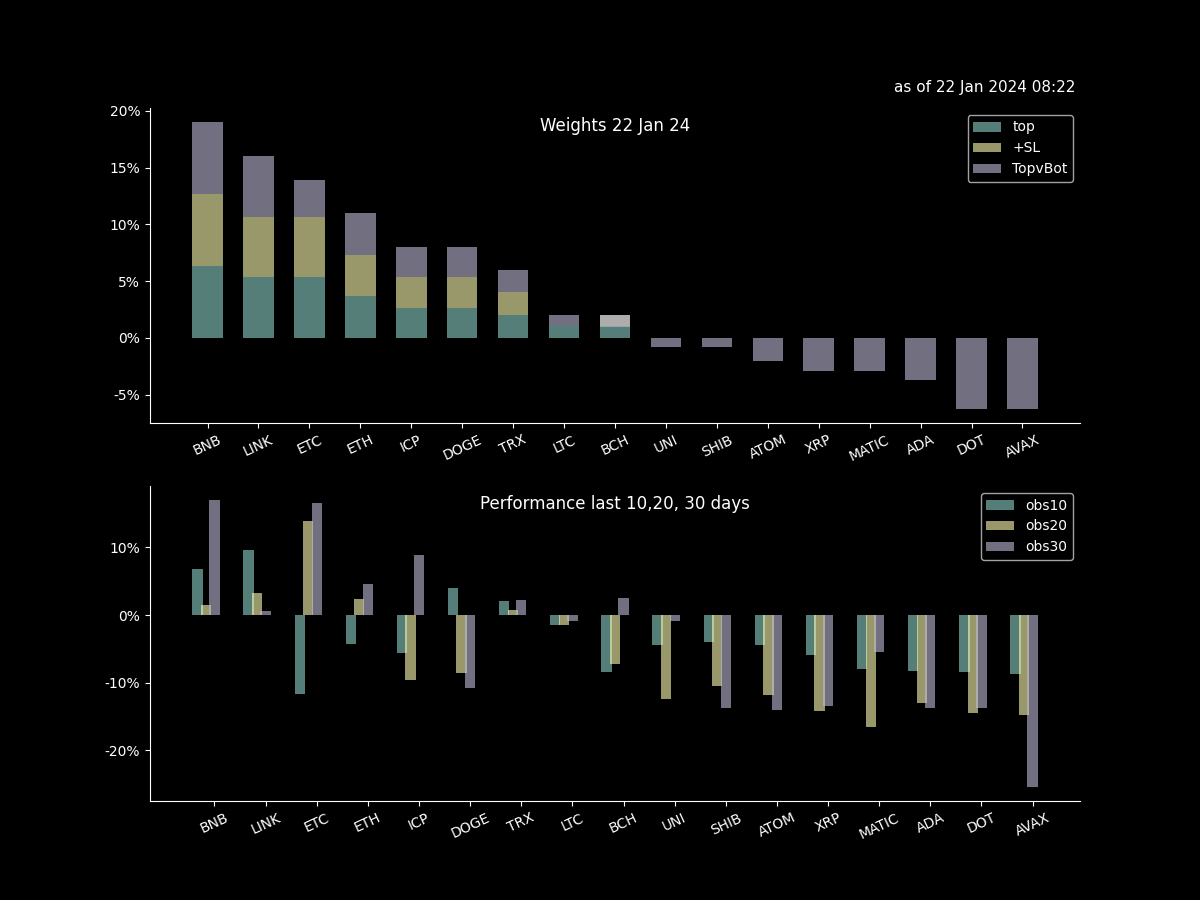 as of 22 Jan 2024 08:22
Weights 22 Jan 24
top
+SL
TopvBot
20%
15%
10%
5%
0%
-5%
BNB LINK ETC ETH ICP DOGE TRX LTC BCH UNI SHIB ATOM XRP MATIC ADA DOT AVAX
Performance last 10,20, 30 days
obs10
obs20
obs30
10%
0%
-10%
-20%
BNB LINK ETC ETH ICP DOGE TRX LTC BCH UNI SHIB ATOM XRP MATIC ADA DOT AVAX